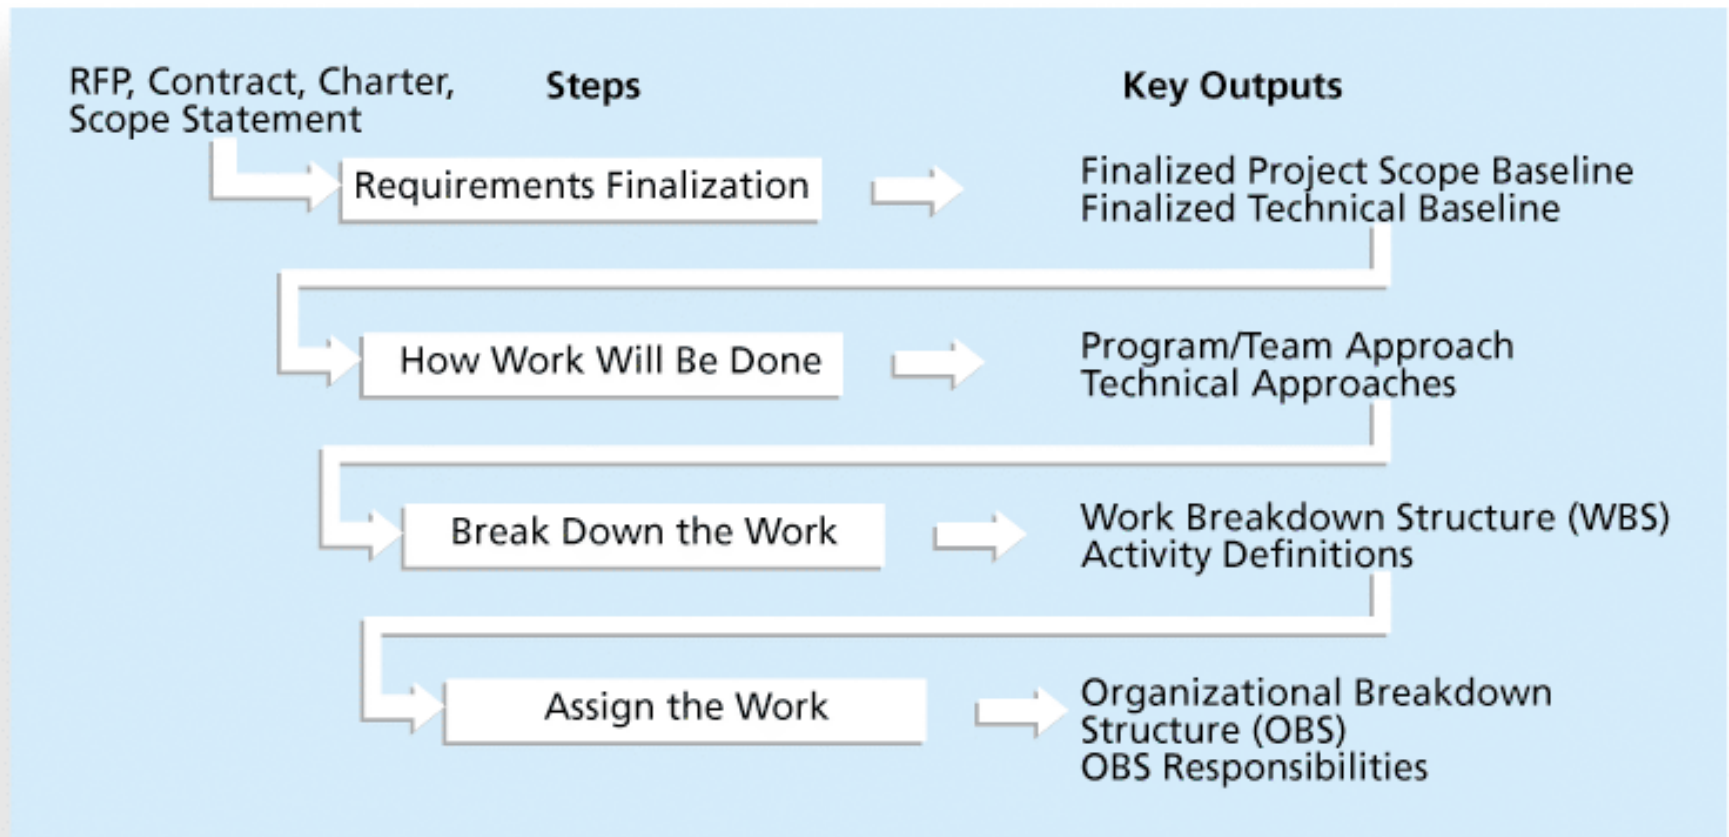 RFP, Contract, Charter,
Scope Statement
Steps
Key Outputs
Requirements Finalization
Finalized Project Scope Baseline
Finalized Technical Baseline
How Work Will Be Done
Program/Team Approach
Technical Approaches
Break Down the Work
Work Breakdown Structure (WBS)
Activity Definitions
Assign the Work
Organizational Breakdown
Structure (OBS)
OBS Responsibilities